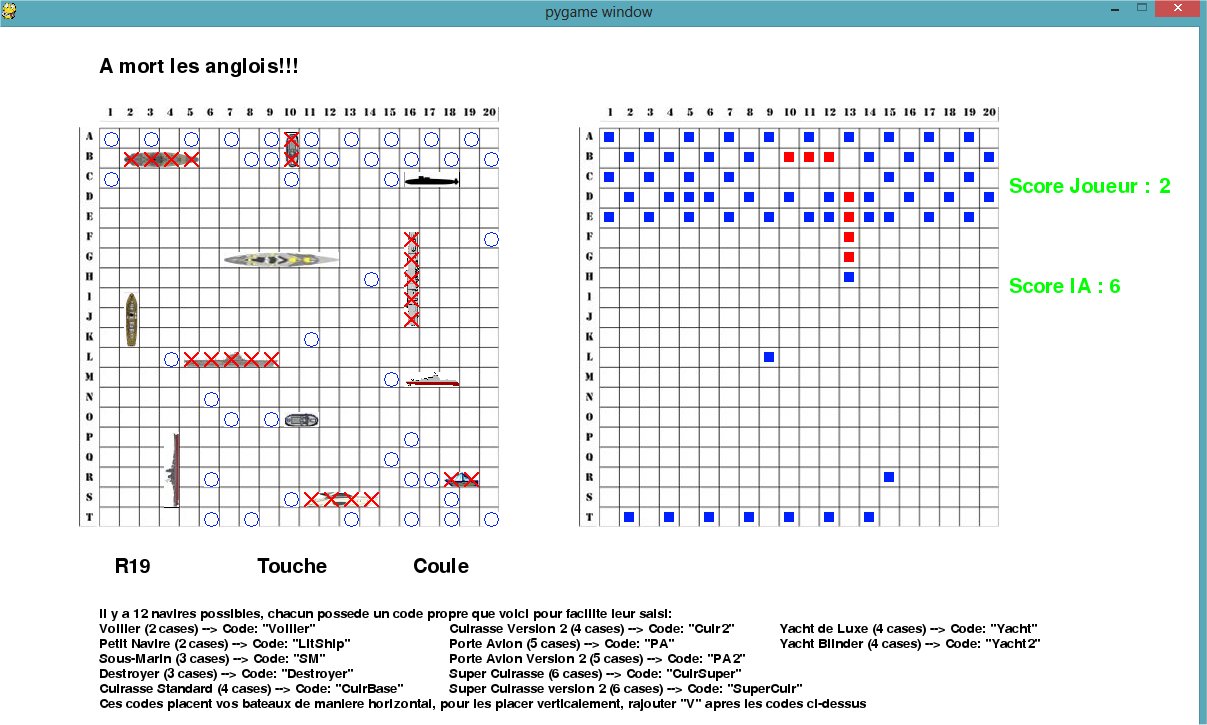 pygame window
A mort les anglois!!!
1 2 3 4 5 6 7 8 9 10 11 12 13 14 15 16 17 18 19 20
1 2 3 4 5 6 7 8 9 10 11 12 13 14 15 16 17 18 19 20
A A
B B
C C
Score Joueur : 2
D D
E E
F F
G G
H H
Score IA : 6
I I
J J
K K
L L
M M
N N
O O
P P
Q Q
R R
S S
T T
R19 Touche Coule
Il y a 12 navires possibles, chacun possede un code propre que voici pour facilite leur saisi:
Voilier (2 cases) --> Code: "Voilier" Cuirasse Version 2 (4 cases) --> Code: "Cuir2" Yacht de Luxe (4 cases) --> Code: "Yacht"
Petit Navire (2 cases) --> Code: "LitShip" Porte Avion (5 cases) --> Code: "PA" Yacht Blinder (4 cases) --> Code: "Yacht2"
Sous-Marin (3 cases) --> Code: "SM" Porte Avion Version 2 (5 cases) --> Code: "PA2"
Destroyer (3 cases) --> Code: "Destroyer" Super Cuirasse (6 cases) --> Code: "CuirSuper"
Cuirasse Standard (4 cases) --> Code: "CuirBase" Super Cuirasse version 2 (6 cases) --> Code: "SuperCuir"
Ces codes placent vos bateaux de maniere horizontal, pour les placer verticalement, rajouter "V" apres les codes ci-dessus